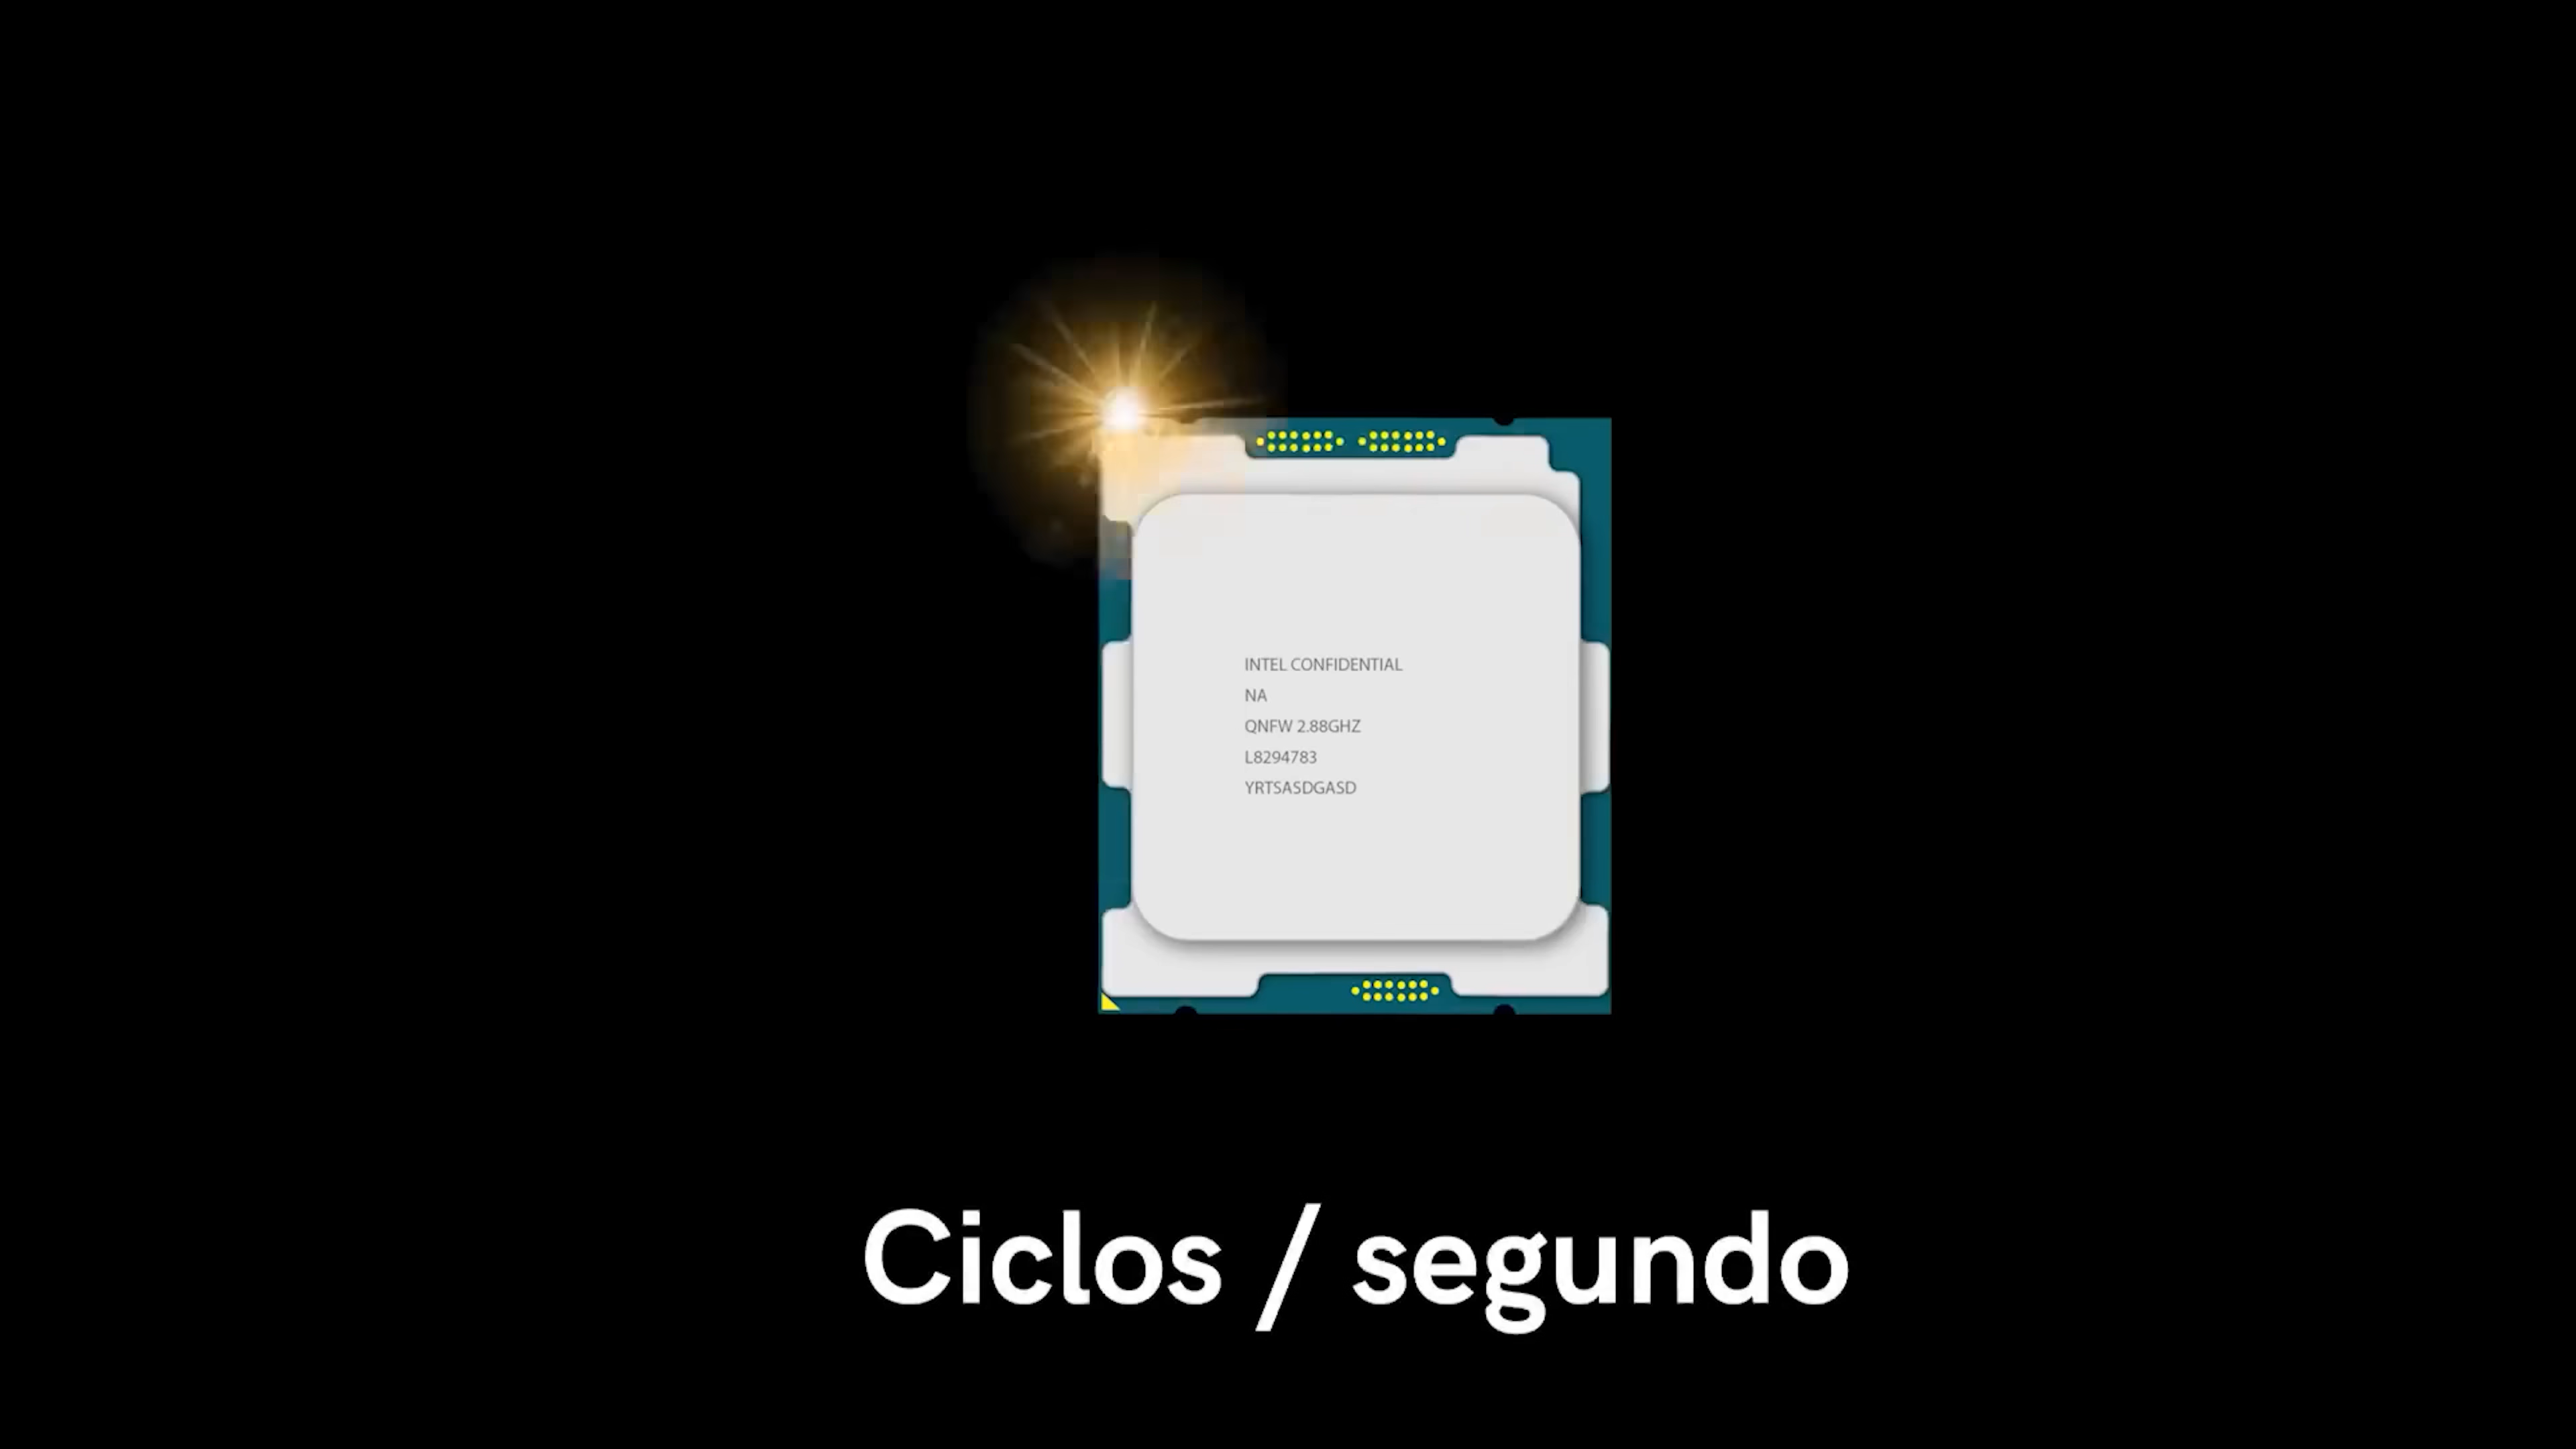 INTEL CONFIDENTIAL
NA
QNFW 2.88GHZ
L8294783
YRTSASDGASD
Ciclos / segundo